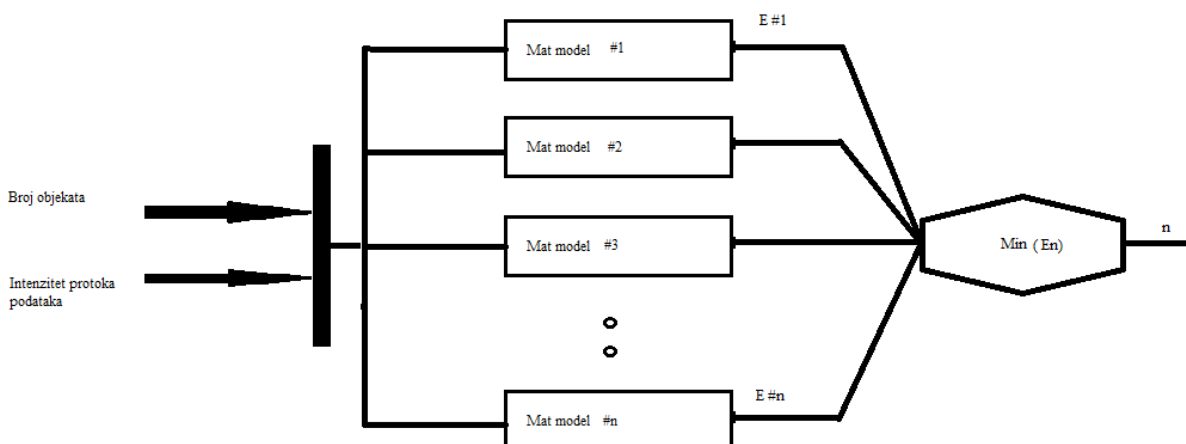 E #1
Mat model #1
Mat model #2
Broj objekata
Mat model #3
Min (En)
n
Intenzitet protoka
podataka
E #n
Mat model #n